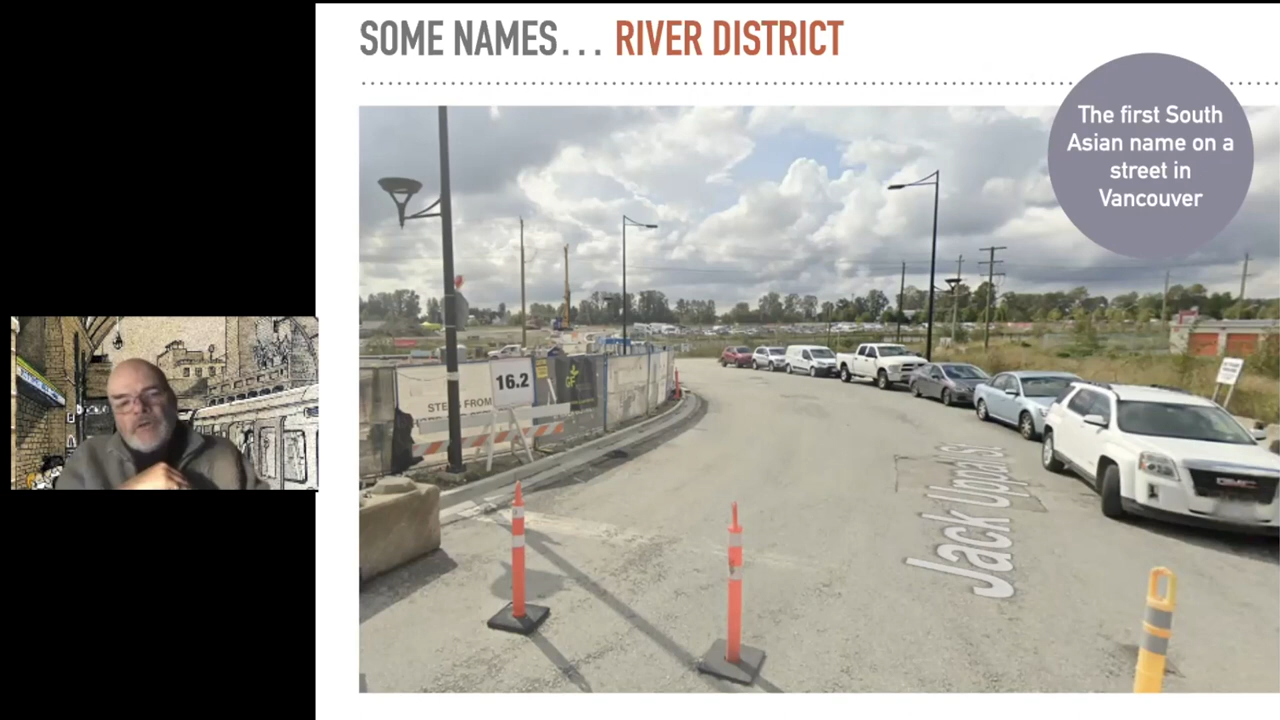 SOME NAMES... RIVER DISTRICT
The first South
Asian name on a
street in
Vancouver
16.2
GF
Jack Uppal St
GMC